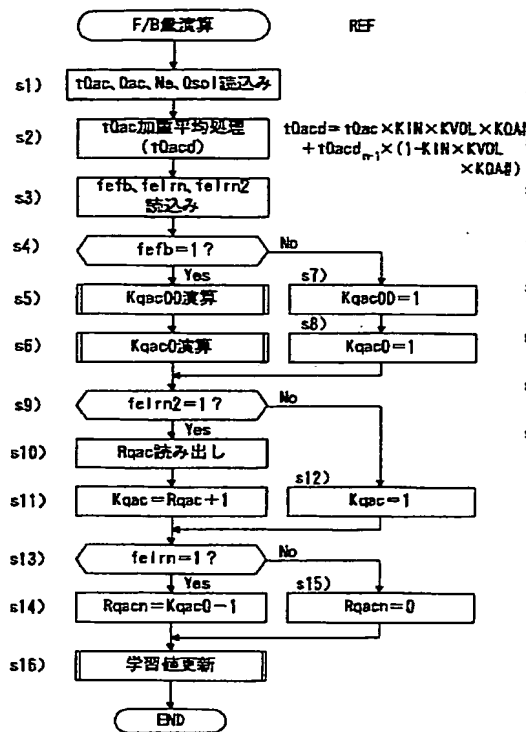 F/B量演算
REF
s1)
tQac、Qac、Ne、Qsol 読込み
s2)
tQac加重平均処理
(tQacd)
tQacd=tQac×KIN×KVOL×KQA#
+tQacdn-1×(1-KIN×KVOL
×KQA#)
s3)
fefb、felrn、felrn2
読込み
s4)
fefb=1?
No
Yes
s5)
Kqac00演算
s7)
Kqac00=1
s6)
Kqac0演算
s8)
Kqac0=1
s9)
felrn2=1?
No
Yes
s10)
Rqac読み出し
s11)
Kqac=Rqac+1
s12)
Kqac=1
s13)
felrn=1?
No
Yes
s14)
Rqacn=Kqac0-1
s15)
Rqacn=0
s16)
学習値更新
END